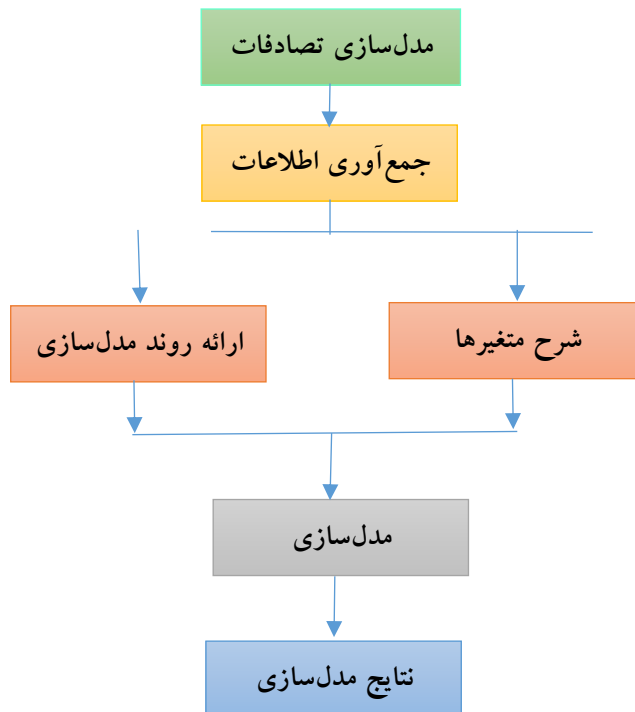 مدل‌سازی تصادفات
جمع‌آوری اطلاعات
شرح متغیرها
ارائه روند مدل‌سازی
مدل‌سازی
نتایج مدل‌سازی